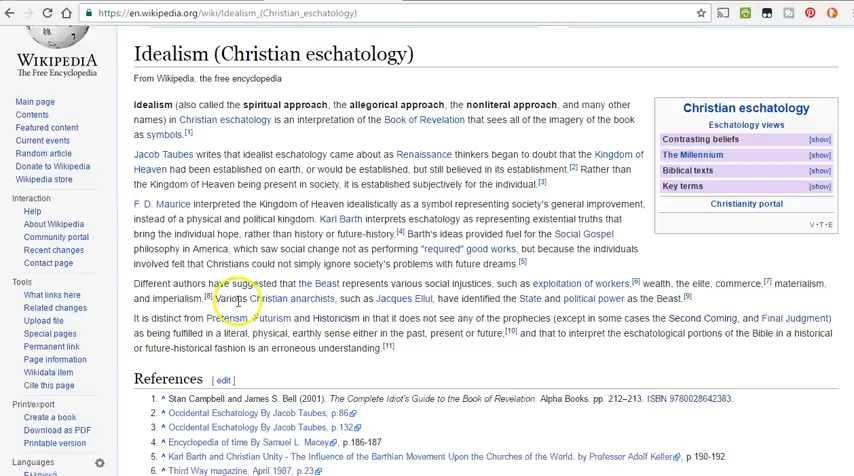 https://en.wikipedia.org/wiki/Idealism_(Christian_eschatology)
WIKIPEDIA
The Free Encyclopedia
Main page
Contents
Featured content
Current events
Random article
Donate to Wikipedia
Wikipedia store
Interaction
Help
About Wikipedia
Community portal
Recent changes
Contact page
Tools
What links here
Related changes
Upload file
Special pages
Permanent link
Page information
Wikidata item
Cite this page
Print/export
Create a book
Download as PDF
Printable version
Languages
Ελληνικά
Idealism (Christian eschatology)
From Wikipedia, the free encyclopedia
Idealism (also called the spiritual approach, the allegorical approach, the nonliteral approach, and many other
names) in Christian eschatology is an interpretation of the Book of Revelation that sees all of the imagery of the book
as symbols.[1]
Jacob Taubes writes that idealist eschatology came about as Renaissance thinkers began to doubt that the Kingdom of
Heaven had been established on earth, or would be established, but still believed in its establishment.[2] Rather than
the Kingdom of Heaven being present in society, it is established subjectively for the individual.[3]
F. D. Maurice interpreted the Kingdom of Heaven idealistically as a symbol representing society's general improvement,
instead of a physical and political kingdom. Karl Barth interprets eschatology as representing existential truths that
bring the individual hope, rather than history or future-history.[4] Barth's ideas provided fuel for the Social Gospel
philosophy in America, which saw social change not as performing "required" good works, but because the individuals
involved felt that Christians could not simply ignore society's problems with future dreams.[5]
Different authors have suggested that the Beast represents various social injustices, such as exploitation of workers,[6] wealth, the elite, commerce,[7] materialism,
and imperialism.[8] Various Christian anarchists, such as Jacques Ellul, have identified the State and political power as the Beast.[9]
It is distinct from Preterism, Futurism and Historicism in that it does not see any of the prophecies (except in some cases the Second Coming, and Final Judgment)
as being fulfilled in a literal, physical, earthly sense either in the past, present or future,[10] and that to interpret the eschatological portions of the Bible in a historical
or future-historical fashion is an erroneous understanding.[11]
Christian eschatology
Eschatology views
Contrasting beliefs [show]
The Millennium [show]
Biblical texts [show]
Key terms [show]
Christianity portal
V · T · E
References [ edit ]
1. ^ Stan Campbell and James S. Bell (2001). The Complete Idiot's Guide to the Book of Revelation. Alpha Books. pp. 212–213. ISBN 9780028642383.
2. ^ Occidental Eschatology By Jacob Taubes, p.86
3. ^ Occidental Eschatology By Jacob Taubes, p.132
4. ^ Encyclopedia of time By Samuel L. Macey, p.186-187
5. ^ Karl Barth and Christian Unity - The Influence of the Barthian Movement Upon the Churches of the World. by Professor Adolf Keller, p.190-192
6. ^ Third Way magazine, April 1987, p.23